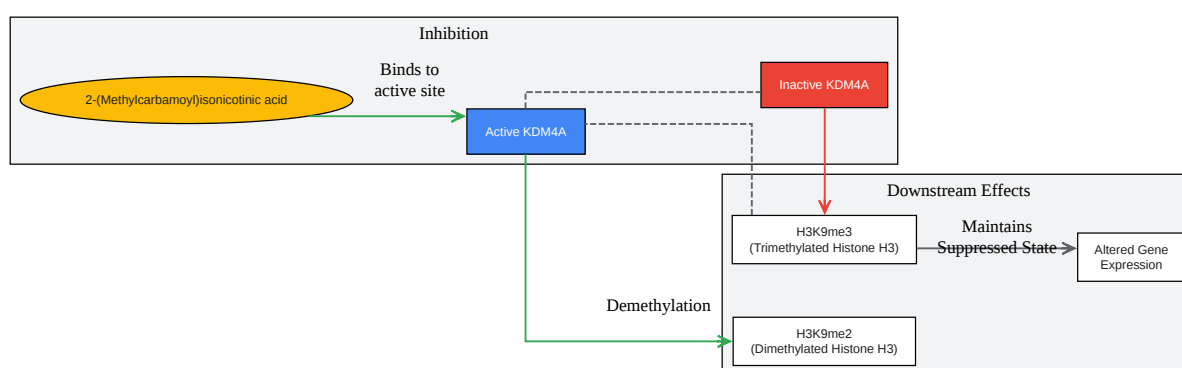 Inhibition
Binds to
active site
2-(Methylcarbamoyl)isonicotinic acid
Inactive KDM4A
Active KDM4A
Downstream Effects
H3K9me3
(Trimethylated Histone H3)
Maintains
Suppressed State
Altered Gene
Expression
Demethylation
H3K9me2
(Dimethylated Histone H3)